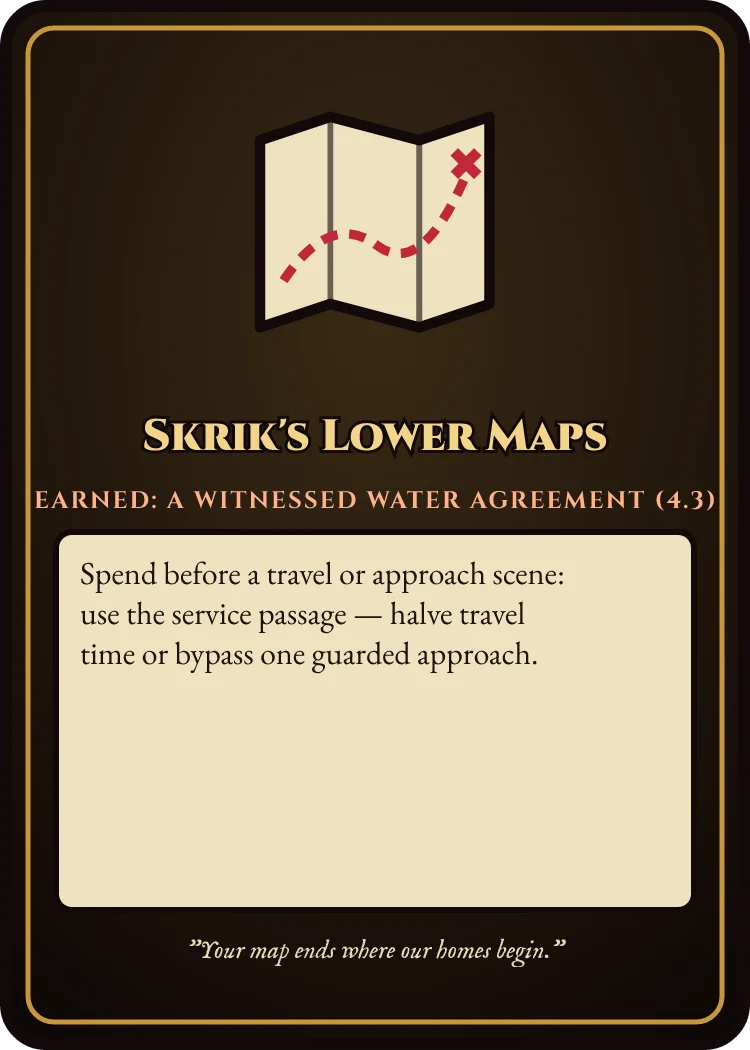 Skrik's Lower Maps
EARNED: A WITNESSED WATER AGREEMENT (4.3)
Spend before a travel or approach scene:
use the service passage — halve travel
time or bypass one guarded approach.
”Your map ends where our homes begin.”